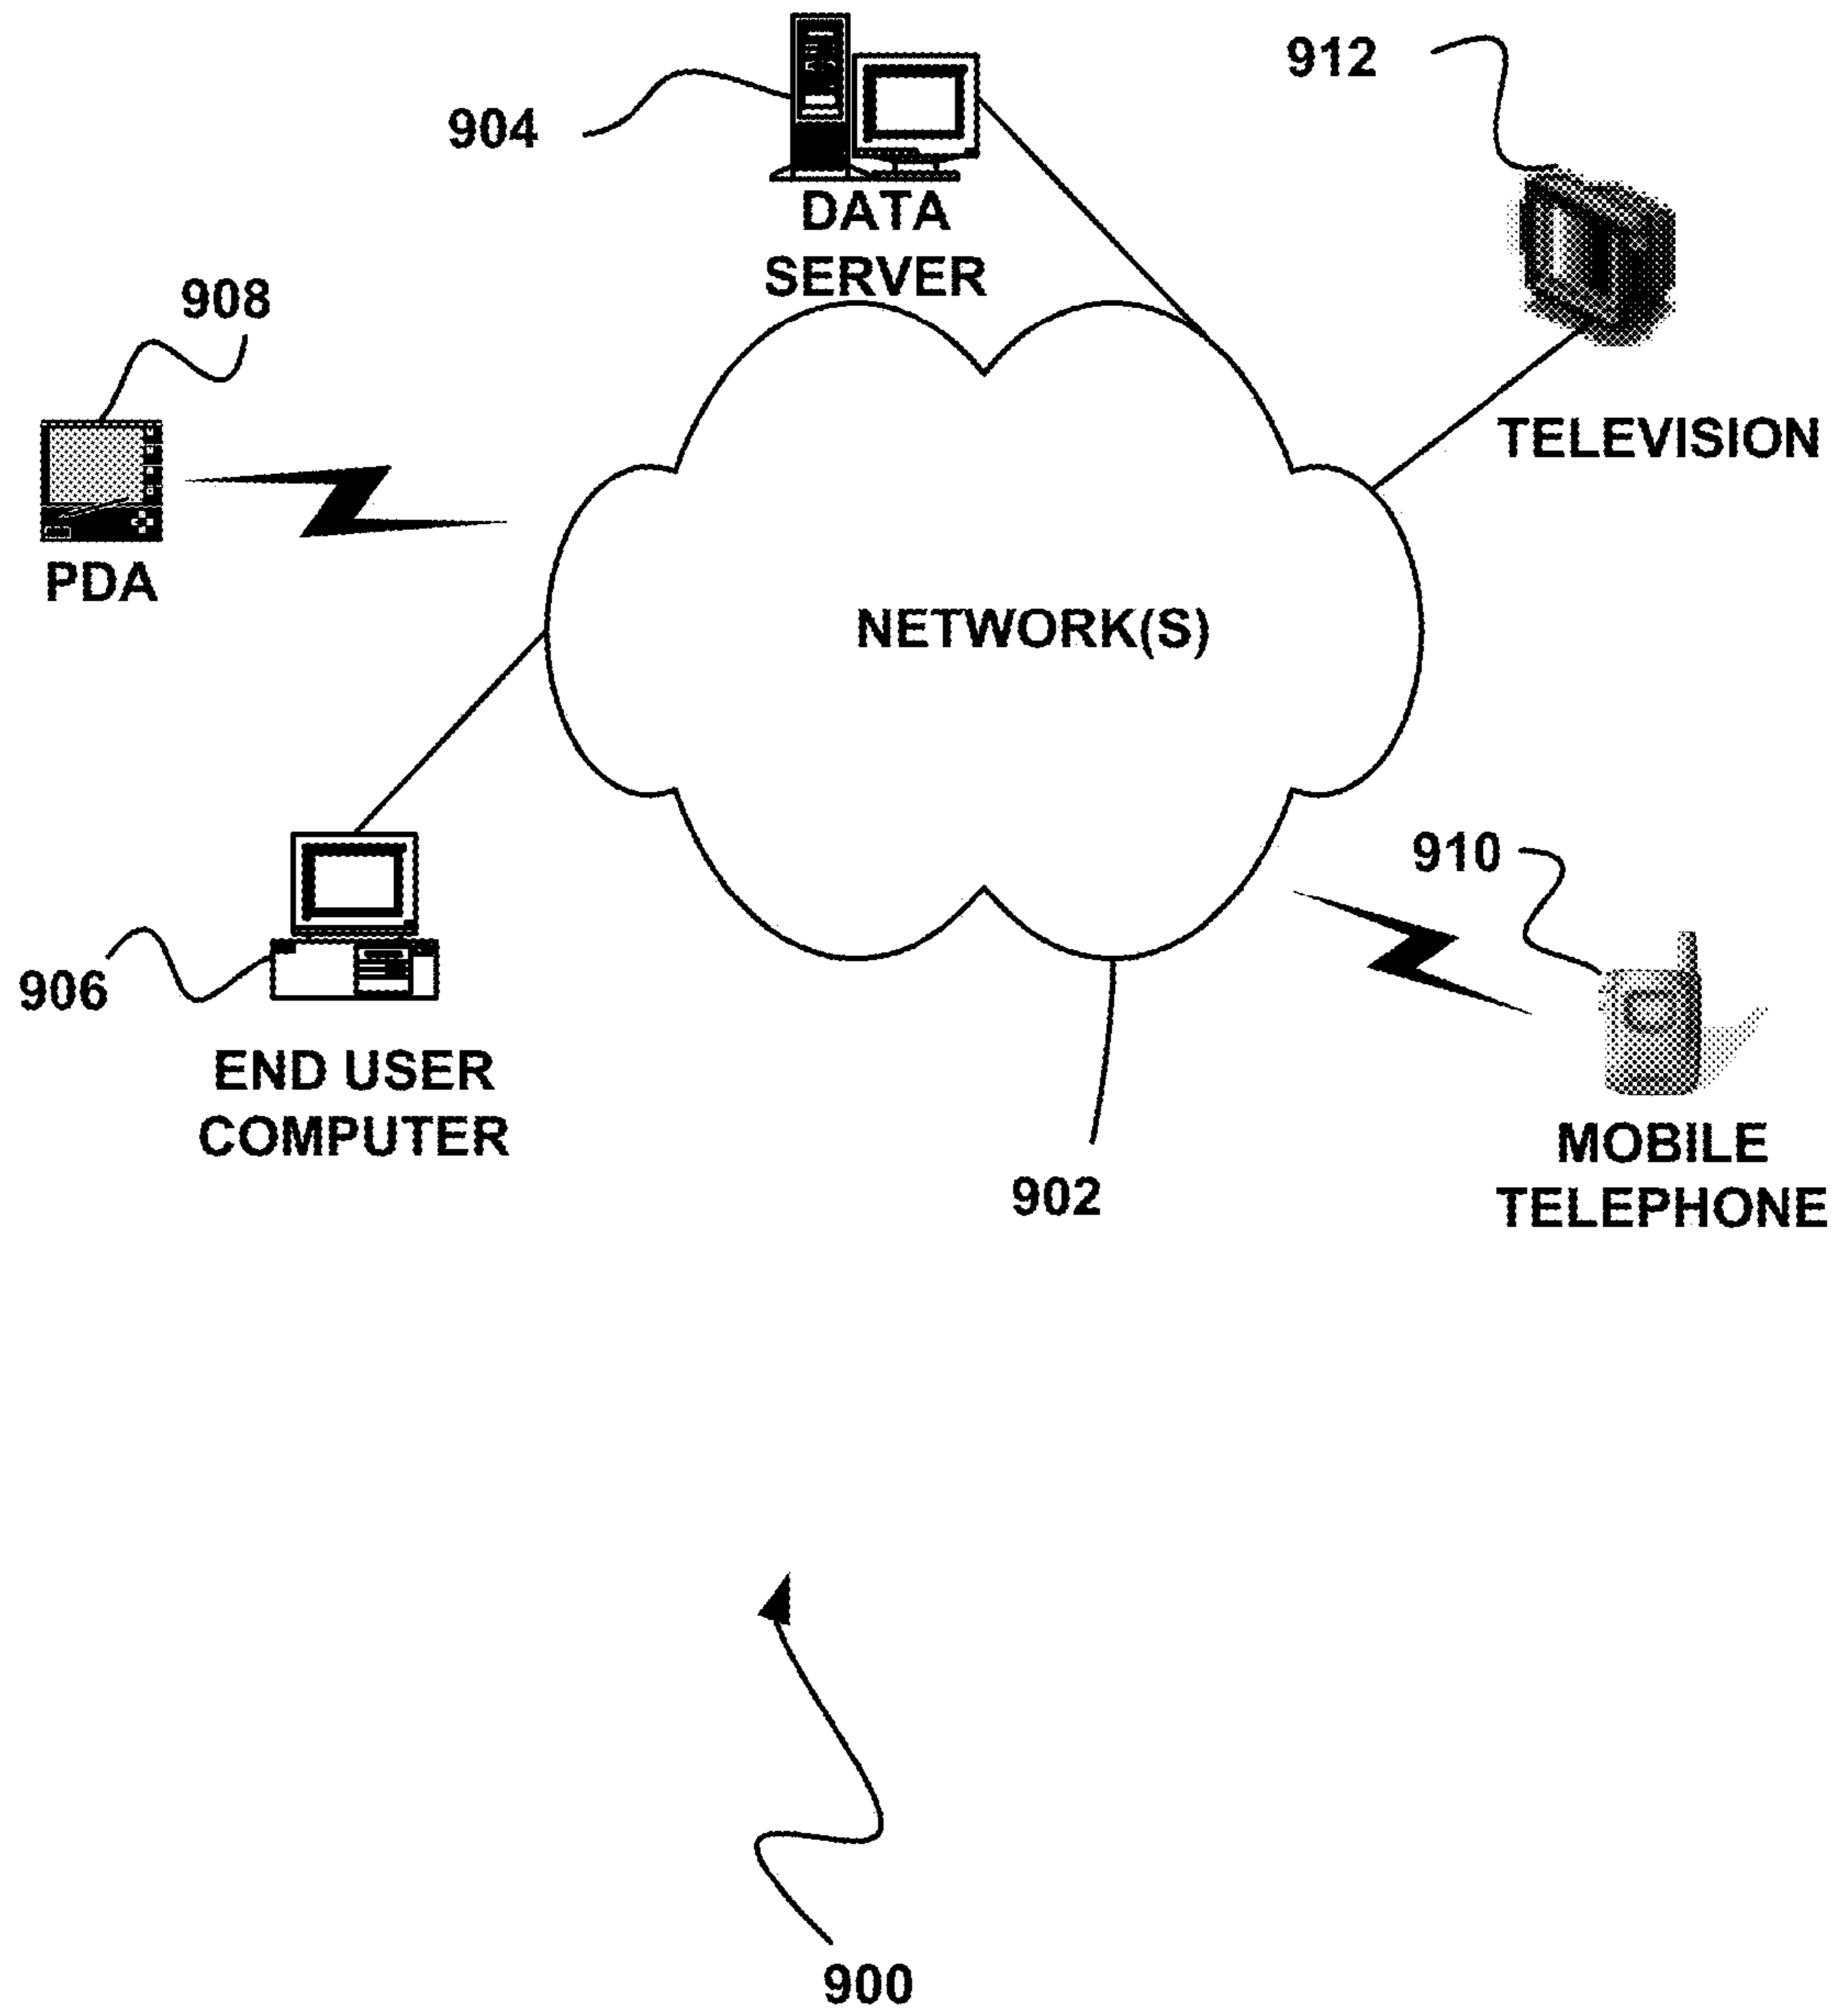 912
904
DATA
SERVER
908
TELEVISION
PDA
NETWORK(S)
910
906
END USER
COMPUTER
MOBILE
TELEPHONE
902
900